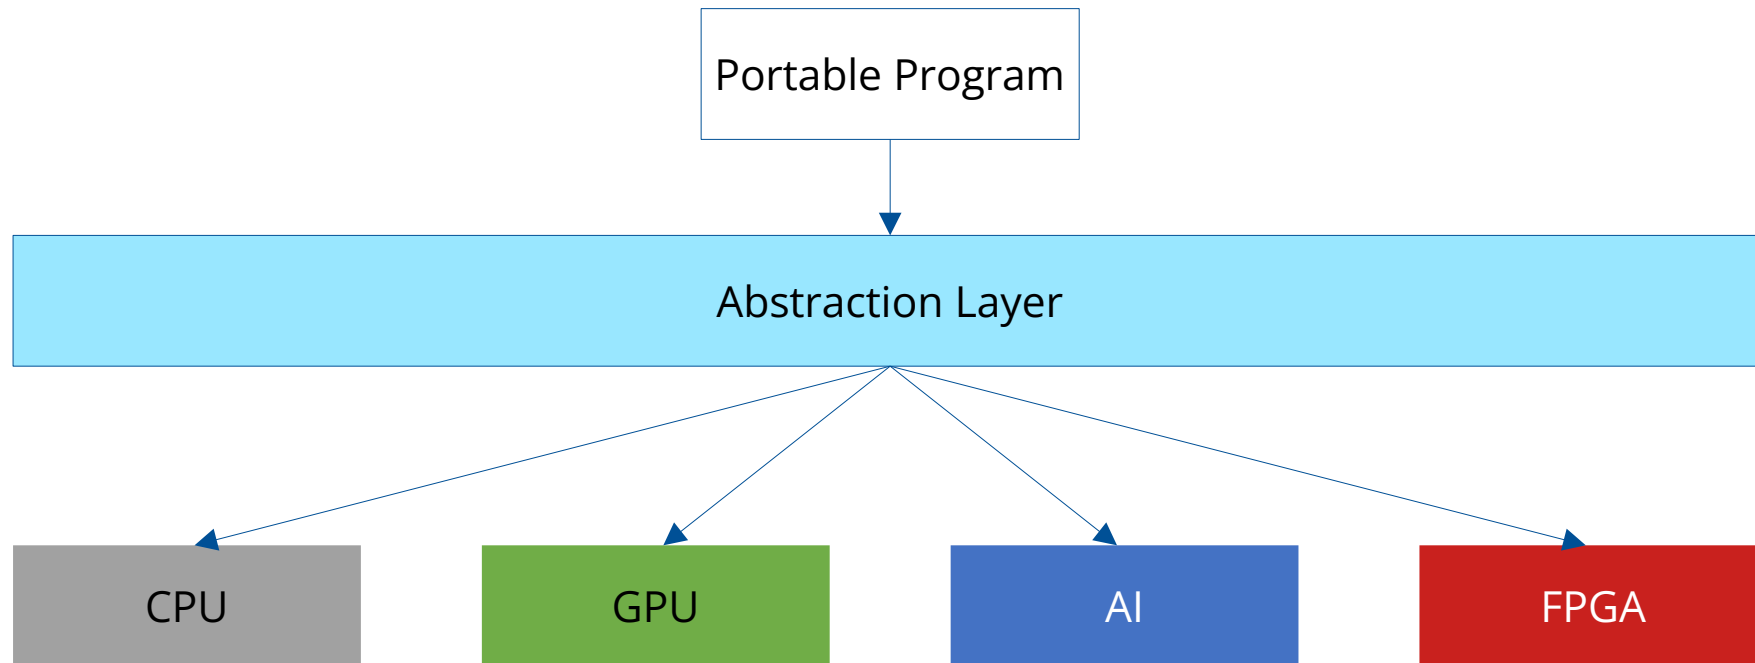 Portable Program
Abstraction Layer
CPU
GPU
AI
FPGA